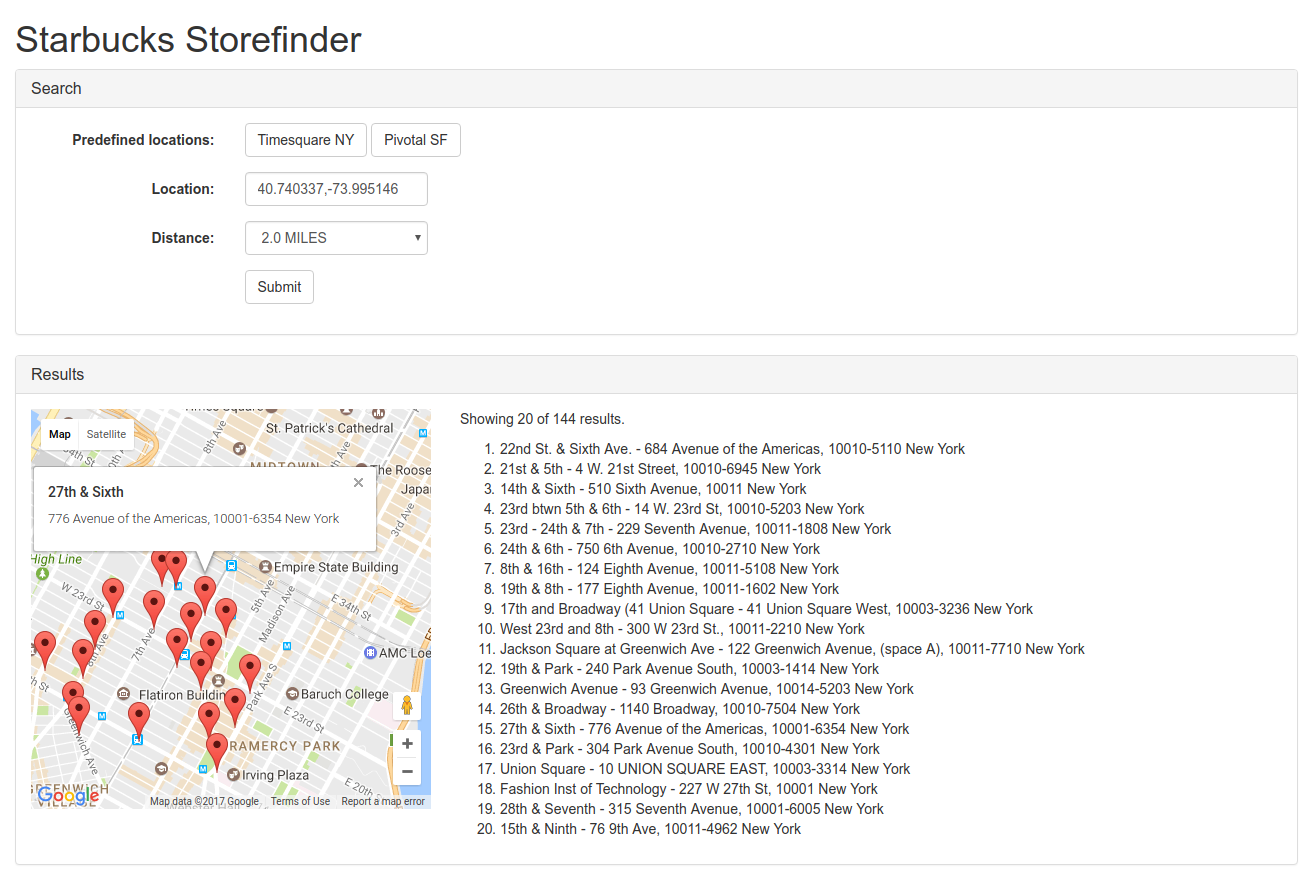 Starbucks Storefinder
Search
Predefined locations: Timesquare NY Pivotal SF
Location: 40.740337,-73.995146
Distance: 2.0 MILES
Submit
Results
Showing 20 of 144 results.
1. 22nd St. & Sixth Ave. - 684 Avenue of the Americas, 10010-5110 New York
2. 21st & 5th - 4 W. 21st Street, 10010-6945 New York
3. 14th & Sixth - 510 Sixth Avenue, 10011 New York
4. 23rd btwn 5th & 6th - 14 W. 23rd St, 10010-5203 New York
5. 23rd - 24th & 7th - 229 Seventh Avenue, 10011-1808 New York
6. 24th & 6th - 750 6th Avenue, 10010-2710 New York
7. 8th & 16th - 124 Eighth Avenue, 10011-5108 New York
8. 19th & 8th - 177 Eighth Avenue, 10011-1602 New York
9. 17th and Broadway (41 Union Square - 41 Union Square West, 10003-3236 New York
10. West 23rd and 8th - 300 W 23rd St., 10011-2210 New York
11. Jackson Square at Greenwich Ave - 122 Greenwich Avenue, (space A), 10011-7710 New York
12. 19th & Park - 240 Park Avenue South, 10003-1414 New York
13. Greenwich Avenue - 93 Greenwich Avenue, 10014-5203 New York
14. 26th & Broadway - 1140 Broadway, 10010-7504 New York
15. 27th & Sixth - 776 Avenue of the Americas, 10001-6354 New York
16. 23rd & Park - 304 Park Avenue South, 10010-4301 New York
17. Union Square - 10 UNION SQUARE EAST, 10003-3314 New York
18. Fashion Inst of Technology - 227 W 27th St, 10001 New York
19. 28th & Seventh - 315 Seventh Avenue, 10001-6005 New York
20. 15th & Ninth - 76 9th Ave, 10011-4962 New York
Map Satellite
St. Patrick's Cathedral
8th Ave
MIDTOWN
The Roose
Japa
3rd Ave
27th & Sixth
776 Avenue of the Americas, 10001-6354 New York
High Line
Empire State Building
W 23rd St
5th Ave
Madison Ave
E 34th St
7th Ave
8th Ave
AMC Loe
Park Ave S
Flatiron Building
Baruch College
E 23rd St
Greenwich Ave
RAMERCY PARK
Irving Plaza
E 20th S
GREENWICH
VILLAGE
Google
Map data ©2017 Google Terms of Use Report a map error